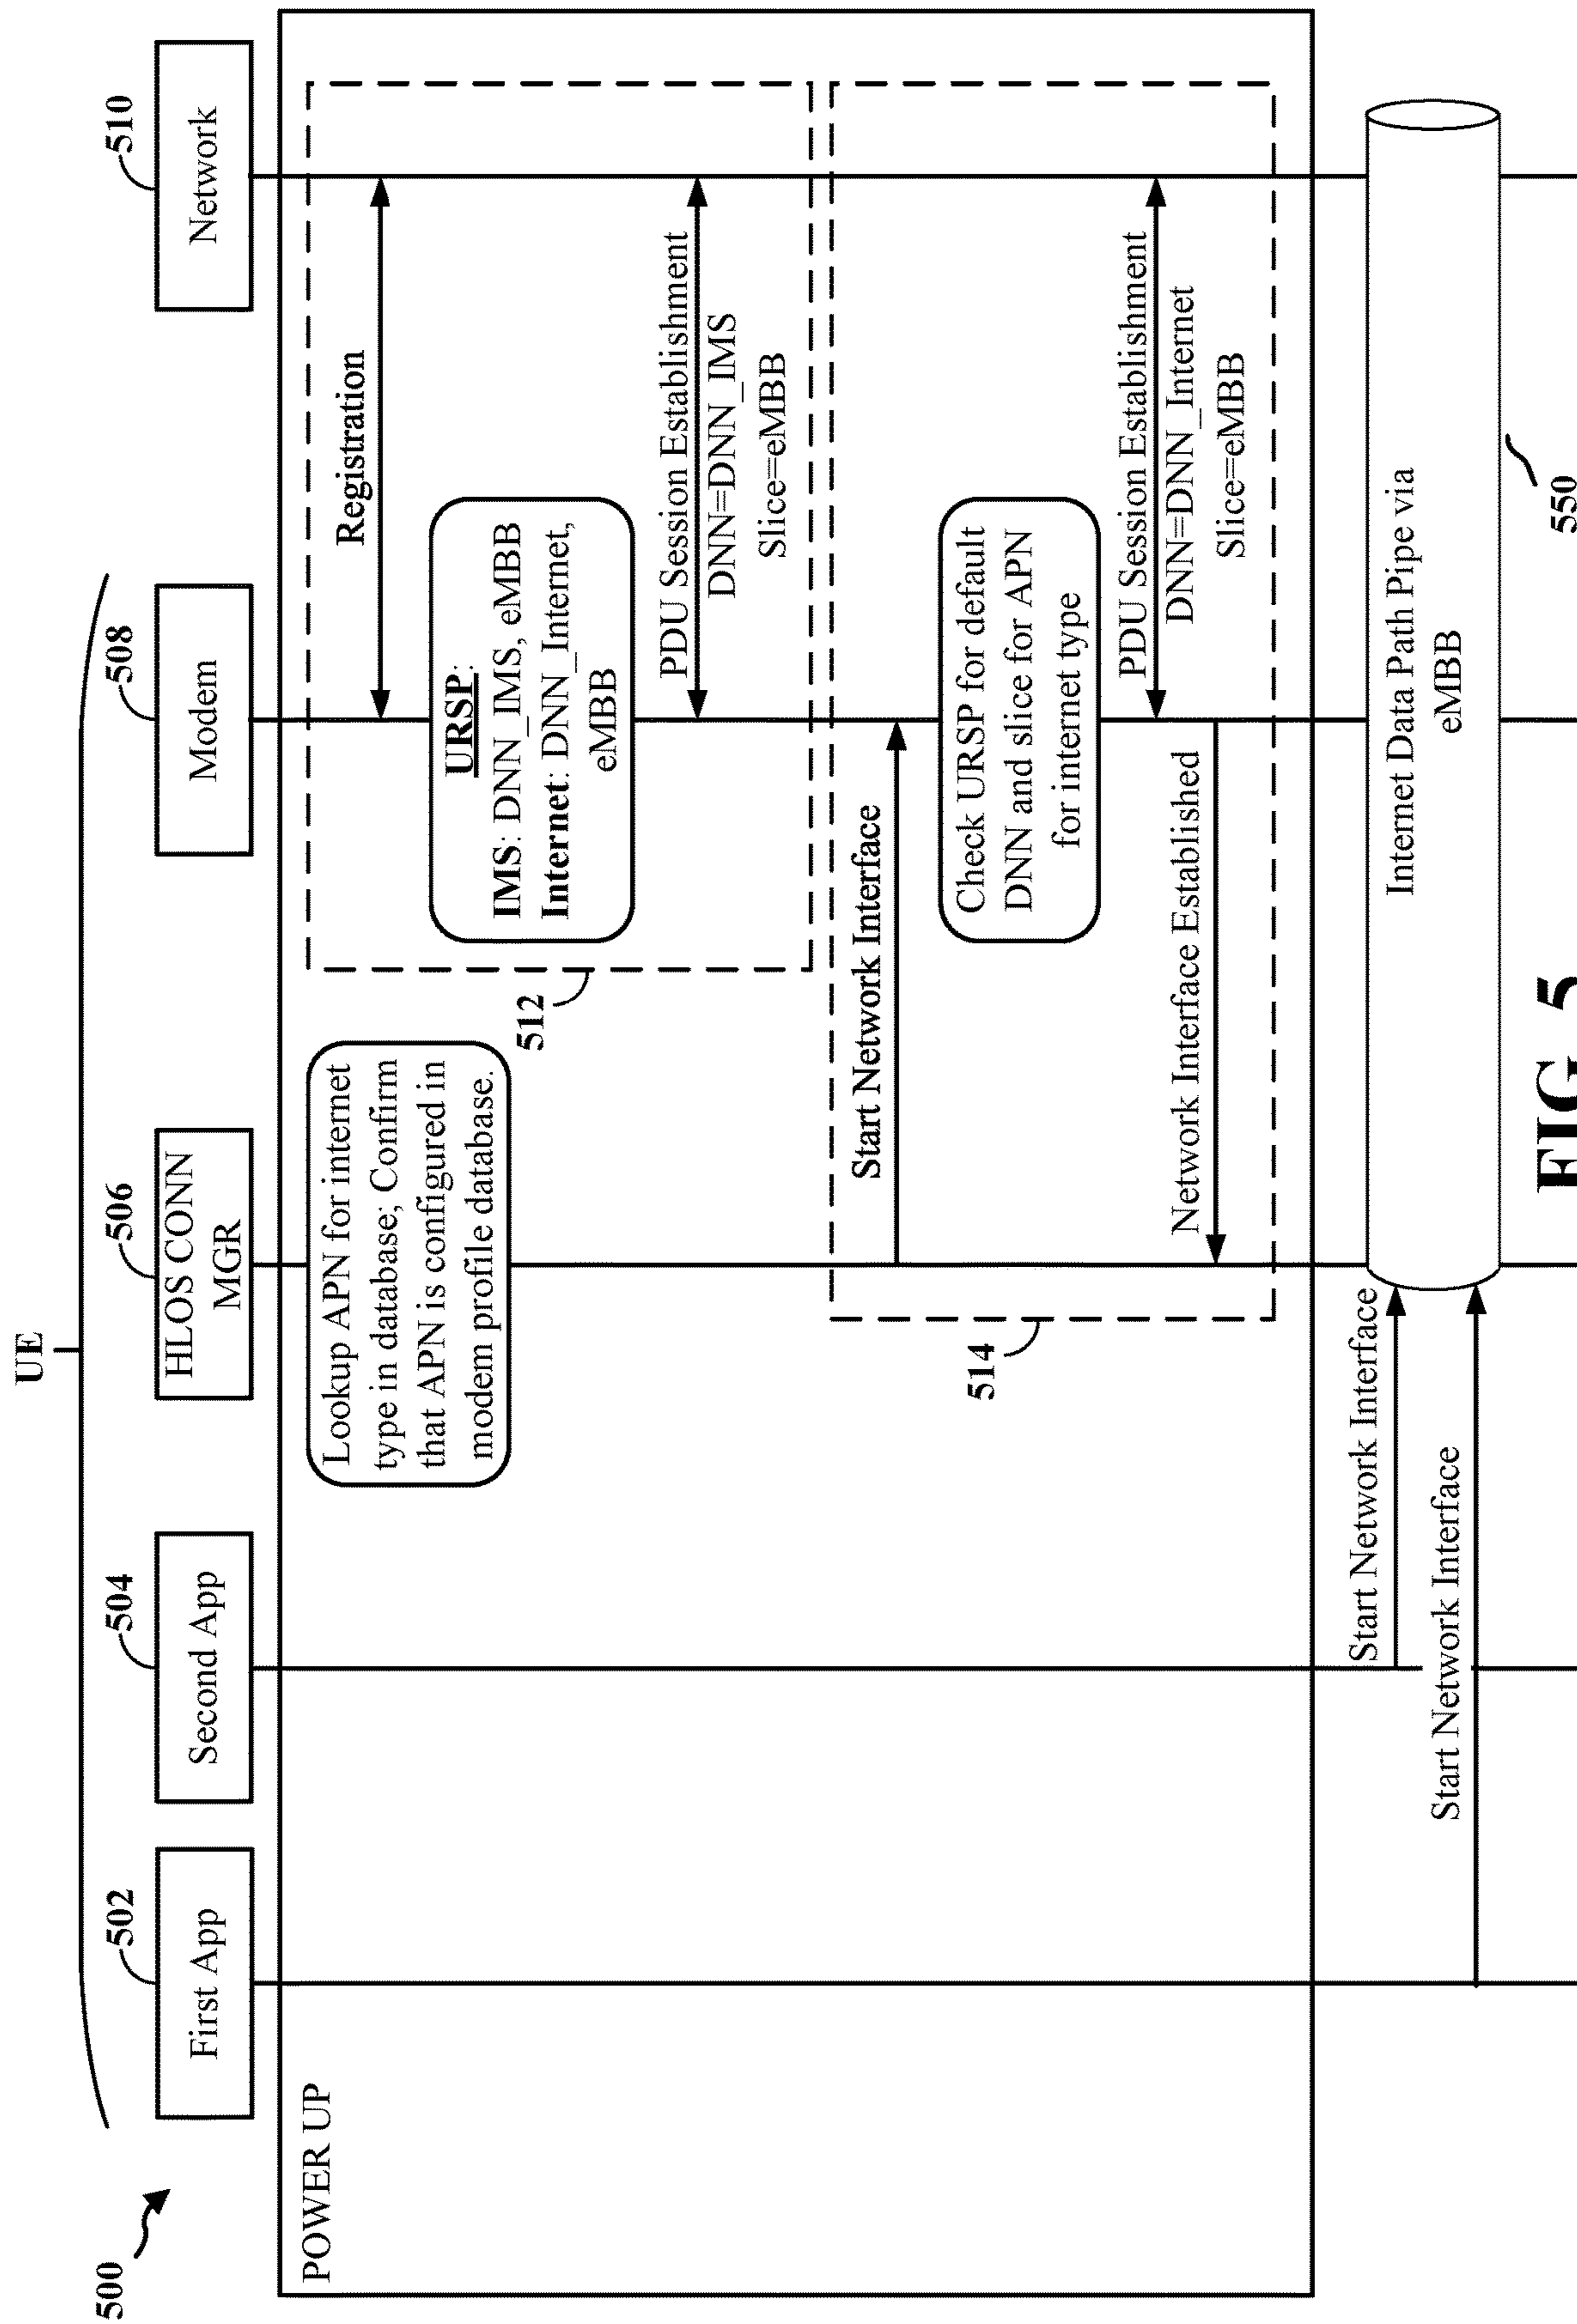 500
UE
502
504
506
508
510
First App
Second App
HLOS CONN
MGR
Modem
Network
POWER UP
Lookup APN for internet
type in database; Confirm
that APN is configured in
modem profile database.
Registration
URSP:
IMS: DNN_IMS, eMBB
Internet: DNN_Internet,
eMBB
512
PDU Session Establishment
DNN=DNN_IMS
Slice=eMBB
Start Network Interface
Check URSP for default
DNN and slice for APN
for internet type
514
PDU Session Establishment
DNN=DNN_Internet
Slice=eMBB
Network Interface Established
Start Network Interface
Internet Data Path Pipe via
eMBB
Start Network Interface
550
FIG. 5